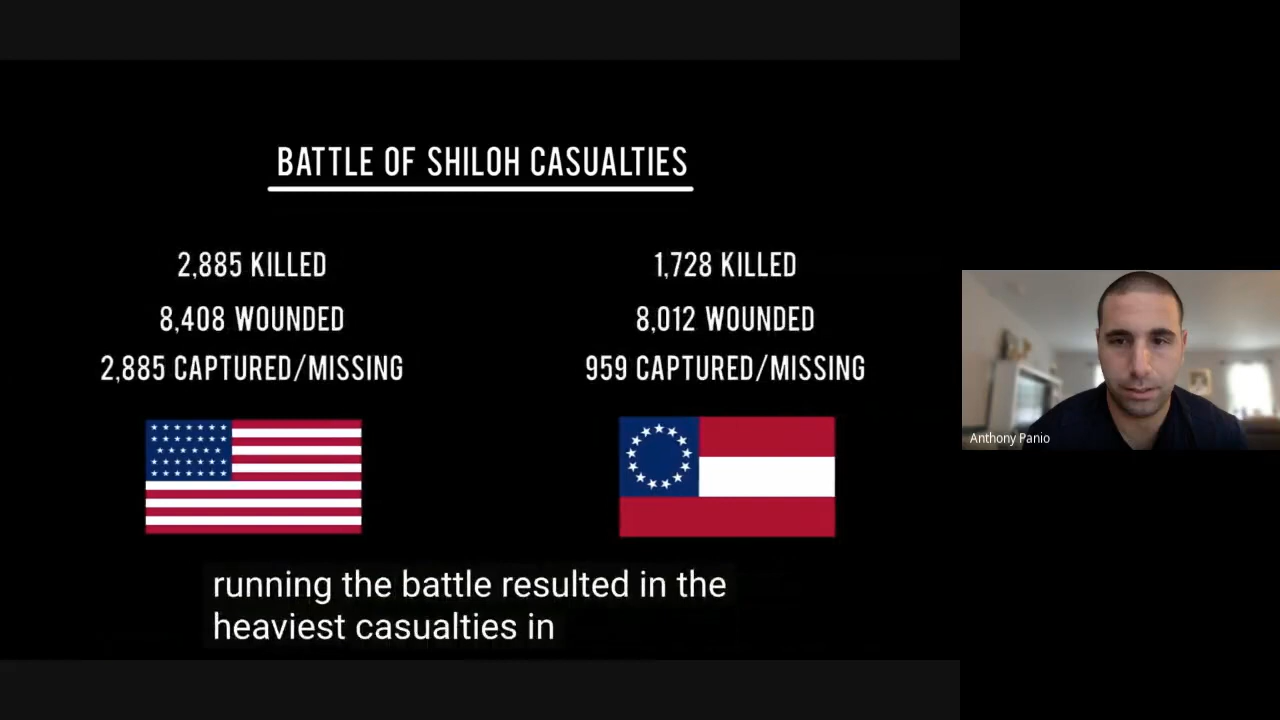 BATTLE OF SHILOH CASUALTIES
2,885 KILLED
8,408 WOUNDED
2,885 CAPTURED/MISSING
1,728 KILLED
8,012 WOUNDED
959 CAPTURED/MISSING
running the battle resulted in the
heaviest casualties in
Anthony Panio